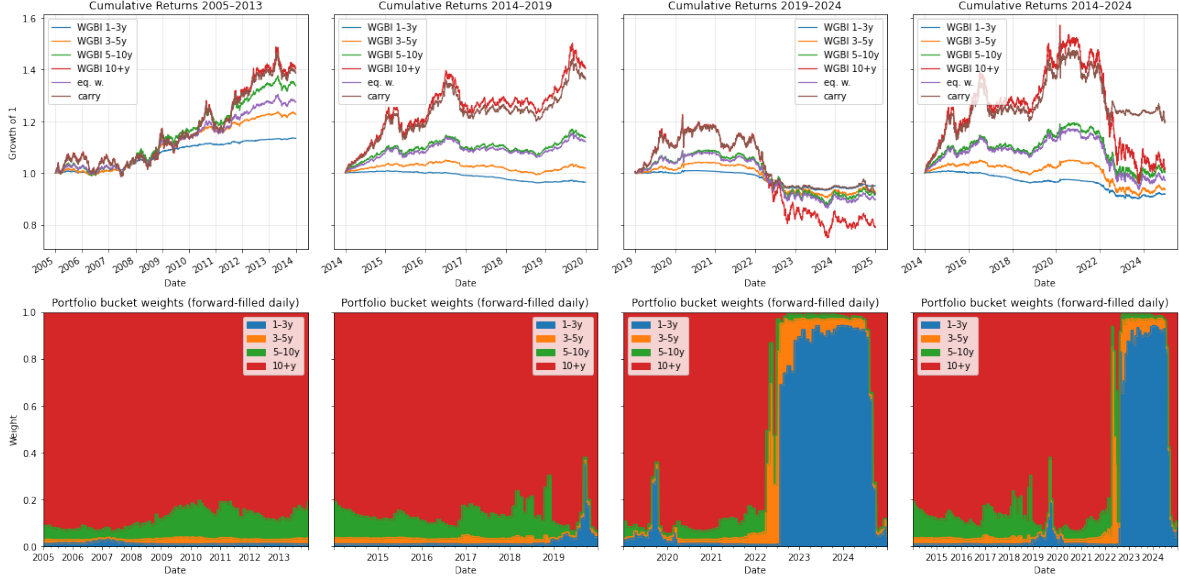 Cumulative Returns 2005–2013
Cumulative Returns 2014–2019
Cumulative Returns 2019–2024
Cumulative Returns 2014–2024
Growth of 1
1.6
1.4
1.2
1.0
0.8
WGBI 1–3y
WGBI 3–5y
WGBI 5–10y
WGBI 10+y
eq. w.
carry
WGBI 1–3y
WGBI 3–5y
WGBI 5–10y
WGBI 10+y
eq. w.
carry
WGBI 1–3y
WGBI 3–5y
WGBI 5–10y
WGBI 10+y
eq. w.
carry
WGBI 1–3y
WGBI 3–5y
WGBI 5–10y
WGBI 10+y
eq. w.
carry
2005 2006 2007 2008 2009 2010 2011 2012 2013 2014
2014 2015 2016 2017 2018 2019 2020
2019 2020 2021 2022 2023 2024 2025
2014 2016 2018 2020 2022 2024
Date
Date
Date
Date
Portfolio bucket weights (forward-filled daily)
Portfolio bucket weights (forward-filled daily)
Portfolio bucket weights (forward-filled daily)
Portfolio bucket weights (forward-filled daily)
Weight
1.0
0.8
0.6
0.4
0.2
0.0
1–3y
3–5y
5–10y
10+y
1–3y
3–5y
5–10y
10+y
1–3y
3–5y
5–10y
10+y
1–3y
3–5y
5–10y
10+y
2005 2006 2007 2008 2009 2010 2011 2012 2013
2015 2016 2017 2018 2019
2020 2021 2022 2023 2024
2015 2016 2017 2018 2019 2020 2021 2022 2023 2024
Date
Date
Date
Date